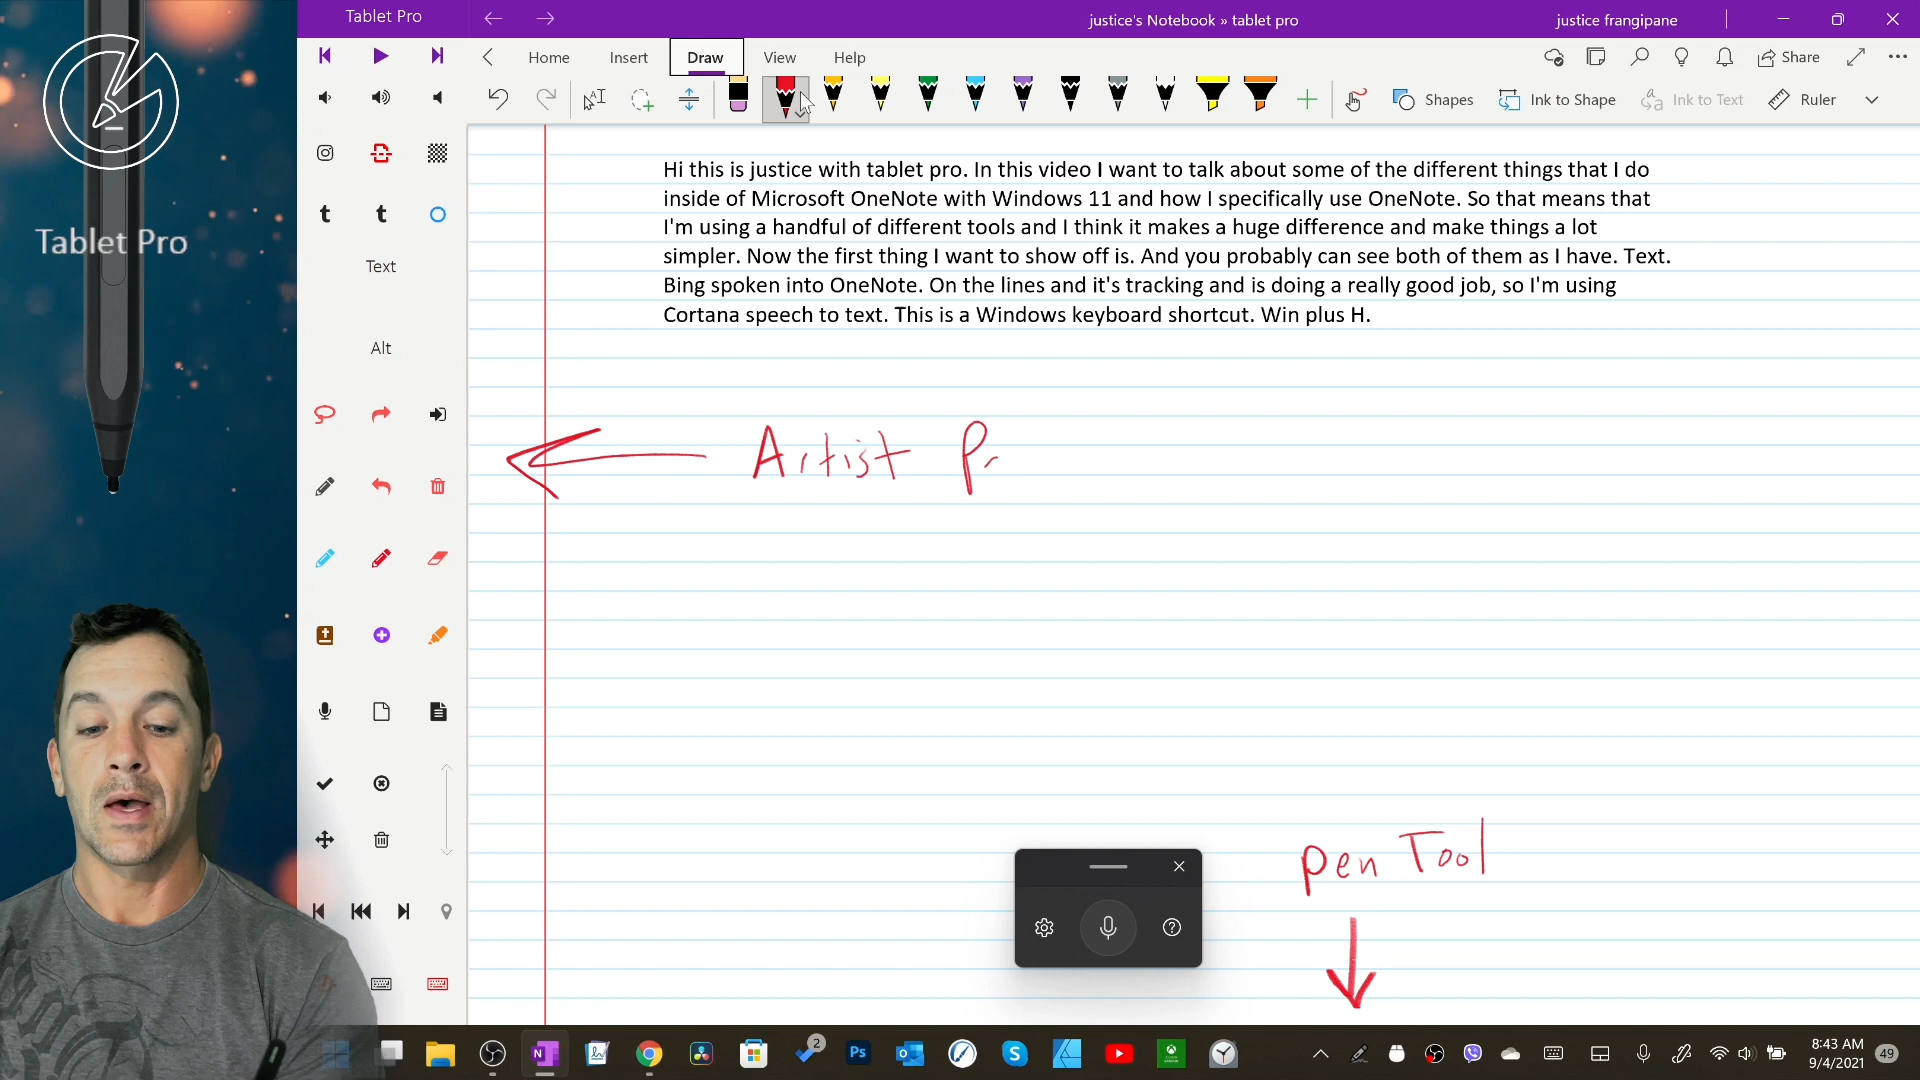 Tablet Pro
justice's Notebook » tablet pro
justice frangipane
Home
Insert
Draw
View
Help
Share
Shapes
Ink to Shape
Ink to Text
Ruler
Tablet Pro
t
t
Text
Alt
Hi this is justice with tablet pro. In this video I want to talk about some of the different things that I do
inside of Microsoft OneNote with Windows 11 and how I specifically use OneNote. So that means that
I'm using a handful of different tools and I think it makes a huge difference and make things a lot
simpler. Now the first thing I want to show off is. And you probably can see both of them as I have. Text.
Bing spoken into OneNote. On the lines and it's tracking and is doing a really good job, so I'm using
Cortana speech to text. This is a Windows keyboard shortcut. Win plus H.
Artist P
Pen Tool
2
Ps
8:43 AM
9/4/2021
49